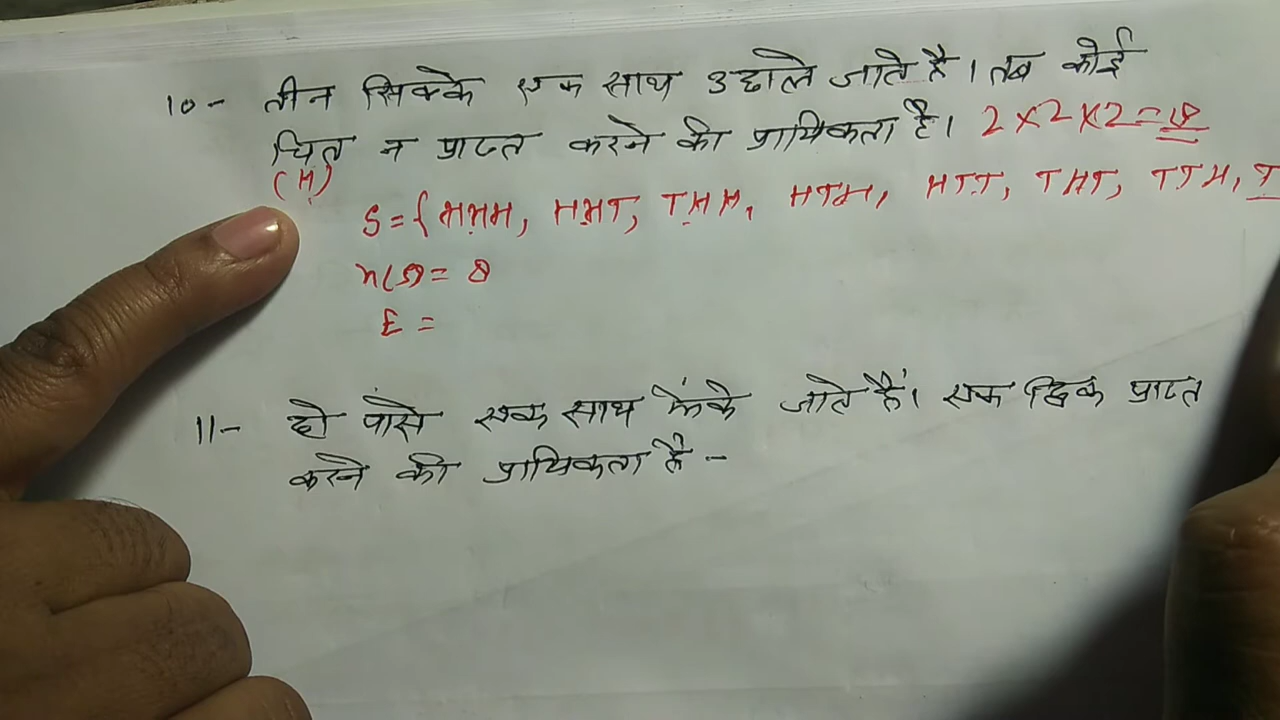 10- तीन सिक्के एक साथ उछाले जाते है। तब कोई
चित न प्राप्त करने की प्रायिकता है। 2×2×2=8
(H)
S={HHH, HHT, THH, HTH, HTT, THT, TTH, T
n(S)= 8
E =
11- दो पांसे एक साथ फेंके जाते हैं। एक द्विक प्राप्त
करने की प्रायिकता है -